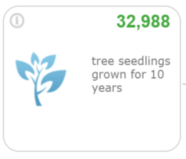 32,988
tree seedlings
grown for 10
years